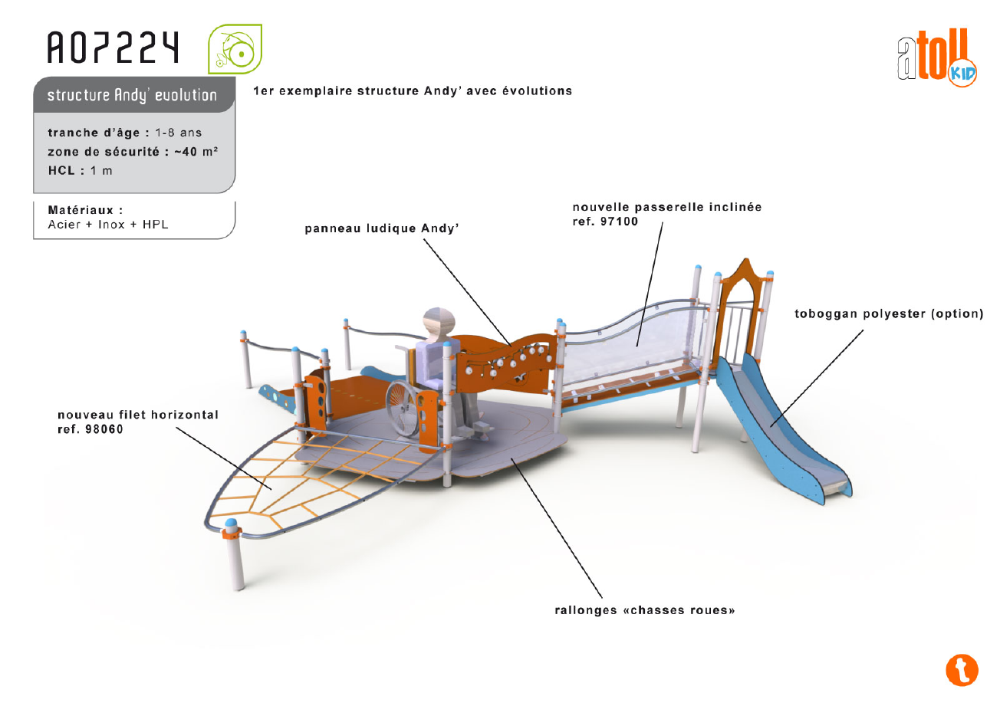 A07224
atoll
KID
structure Andy' evolution
1er exemplaire structure Andy' avec évolutions
tranche d'âge : 1-8 ans
zone de sécurité : ~40 m²
HCL : 1 m
Matériaux :
Acier + Inox + HPL
nouvelle passerelle inclinée
ref. 97100
panneau ludique Andy'
toboggan polyester (option)
nouveau filet horizontal
ref. 98060
rallonges «chasses roues»
t